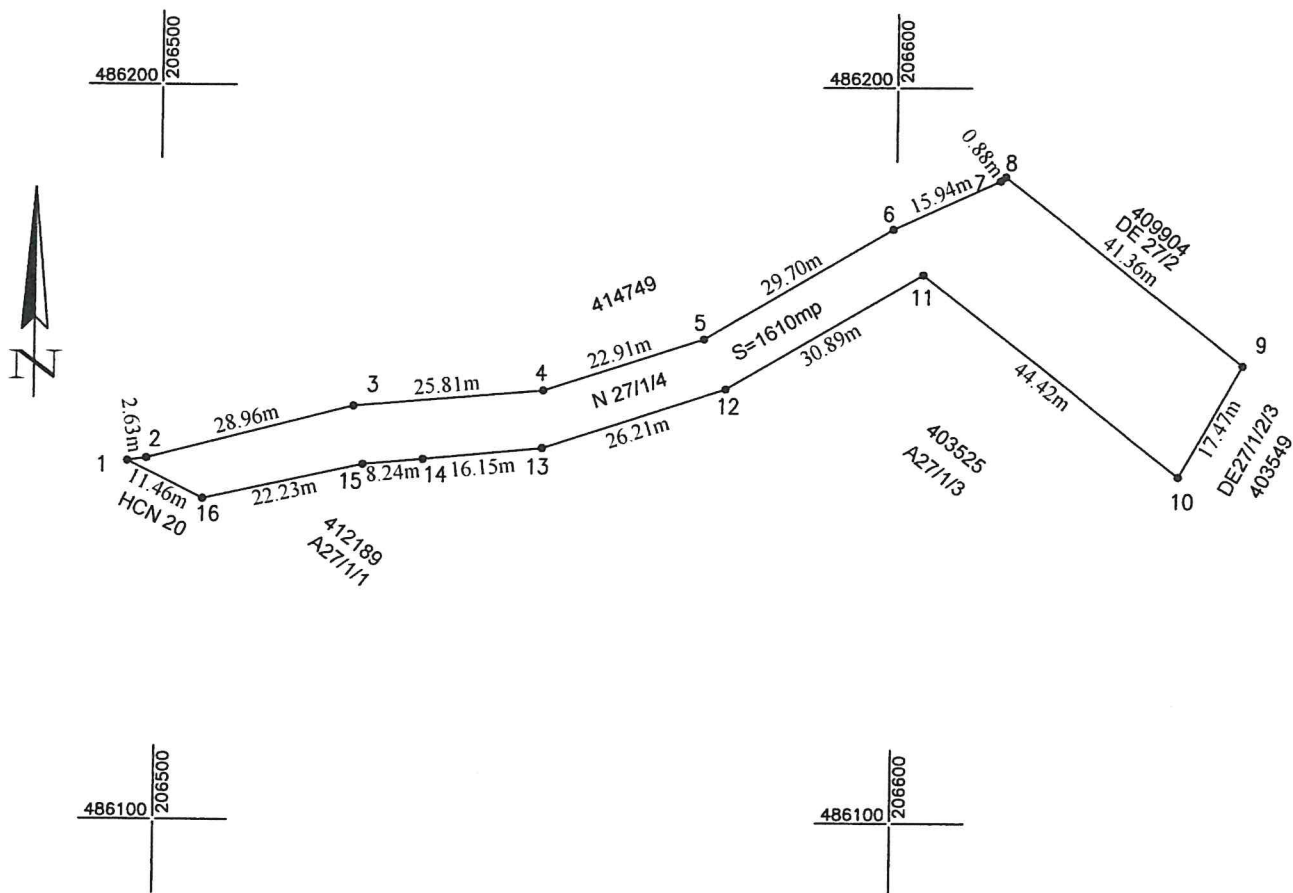 206500
486200
206600
486200
N
0.88m
8
7
15.94m
6
409904
DE 27/2
41.36m
29.70m
11
414749
5
S=1610mp
30.89m
9
22.91m
4
3
25.81m
N 27/1/4
12
44.42m
17.47m
28.96m
2.63m
2
1
26.21m
13
403525
A27/1/3
DE27/1/2/3
403549
10
11.46m
HCN 20
16
22.23m
15
8.24m
14
16.15m
412189
A27/1/1
206500
486100
206600
486100